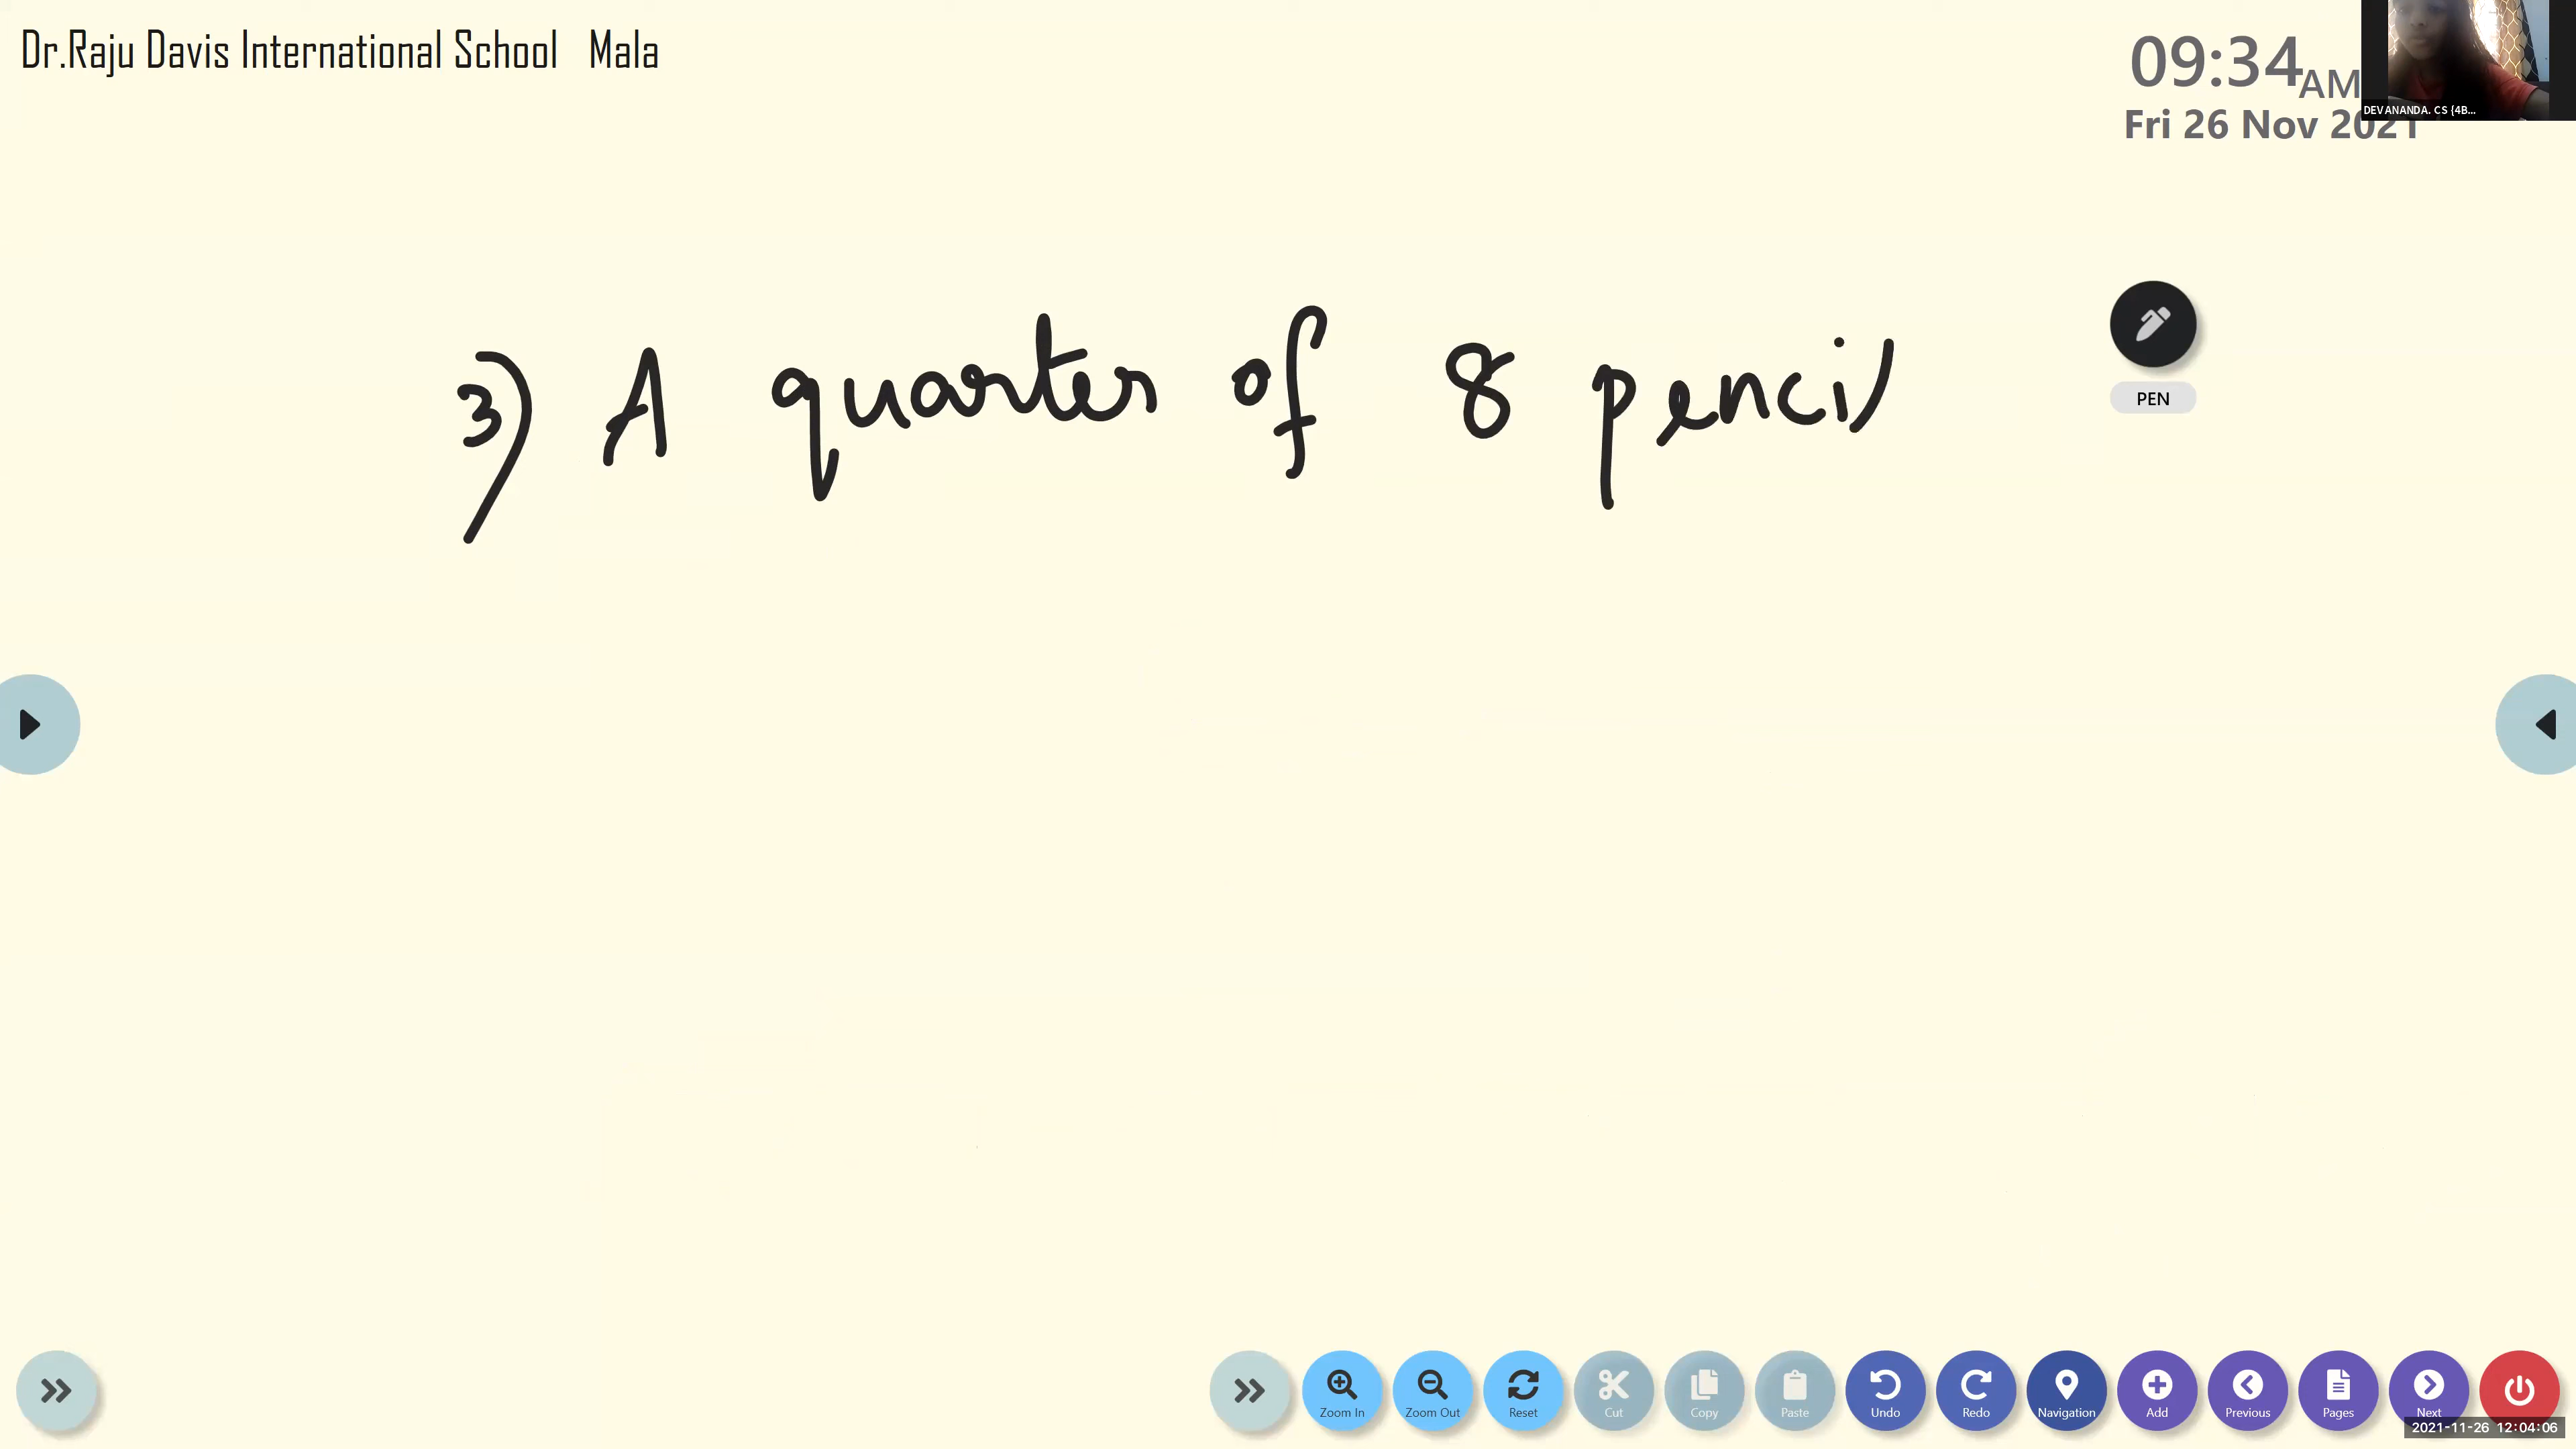 Dr.Raju Davis International School Mala
09:34 AM
Fri 26 Nov 2021
DEVANANDA. CS {4B...
3) A quarter of 8 pencil
PEN
Zoom In Zoom Out Reset Cut Copy Paste Undo Redo Navigation Add Previous Pages Next
2021-11-26 12:04:06